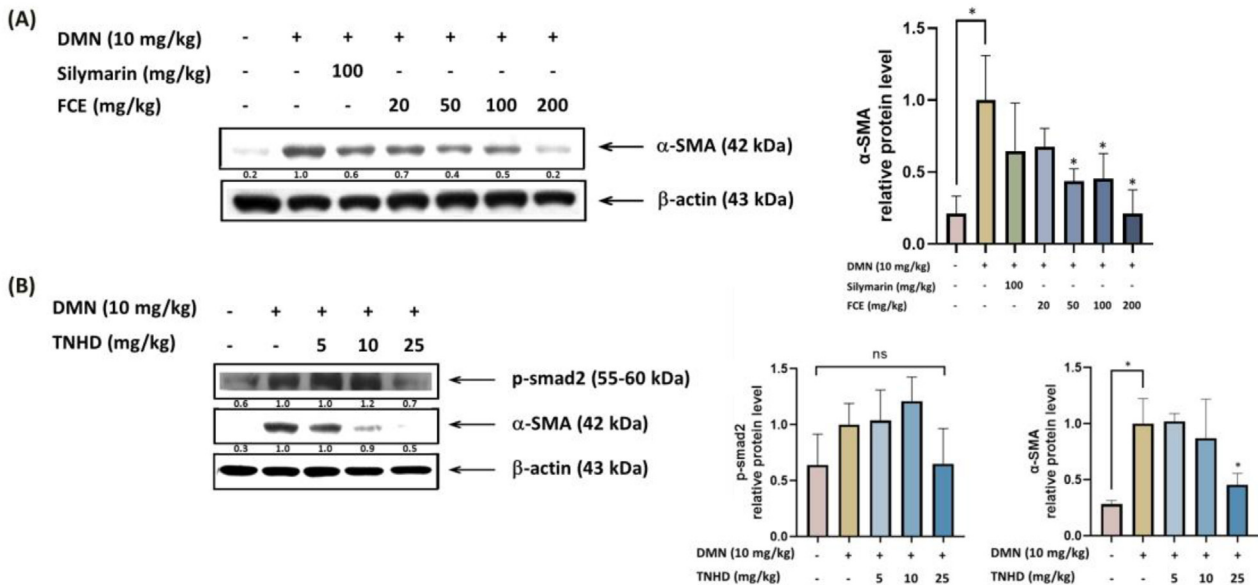 (A)
DMN (10 mg/kg) - + + + + + +
Silymarin (mg/kg) - - 100 - - - -
FCE (mg/kg) - - - 20 50 100 200
α-SMA (42 kDa)
0.2 1.0 0.6 0.7 0.4 0.5 0.2
β-actin (43 kDa)
α-SMA
relative protein level
1.5
1.0
0.5
0.0
*
* * *
DMN (10 mg/kg) - + + + + + +
Silymarin (mg/kg) - - 100 - - - -
FCE (mg/kg) - - - 20 50 100 200
(B)
DMN (10 mg/kg) - + + + +
TNHD (mg/kg) - - 5 10 25
p-smad2 (55-60 kDa)
0.6 1.0 1.0 1.2 0.7
α-SMA (42 kDa)
0.3 1.0 1.0 0.9 0.5
β-actin (43 kDa)
p-smad2
relative protein level
1.5
1.0
0.5
0.0
ns
DMN (10 mg/kg) - + + + +
TNHD (mg/kg) - - 5 10 25
α-SMA
relative protein level
1.5
1.0
0.5
0.0
*
*
DMN (10 mg/kg) - + + + +
TNHD (mg/kg) - - 5 10 25